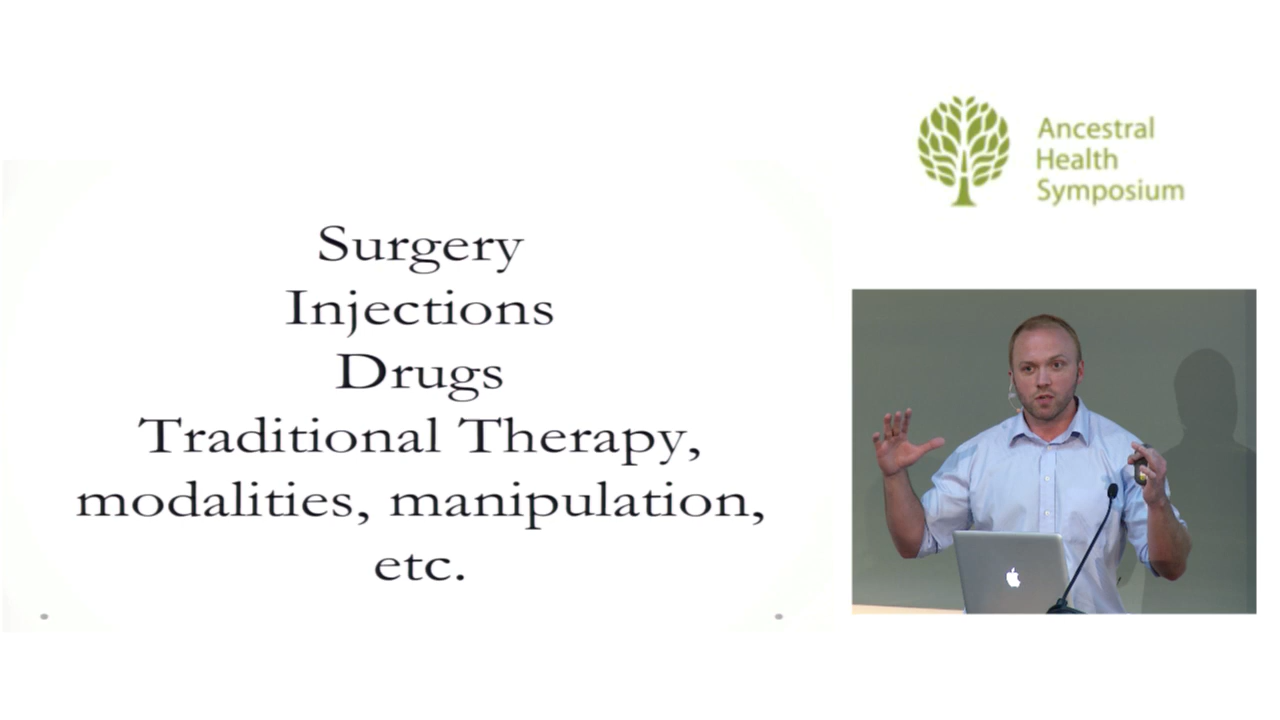 Surgery
Injections
Drugs
Traditional Therapy,
modalities, manipulation,
etc.
Ancestral
Health
Symposium